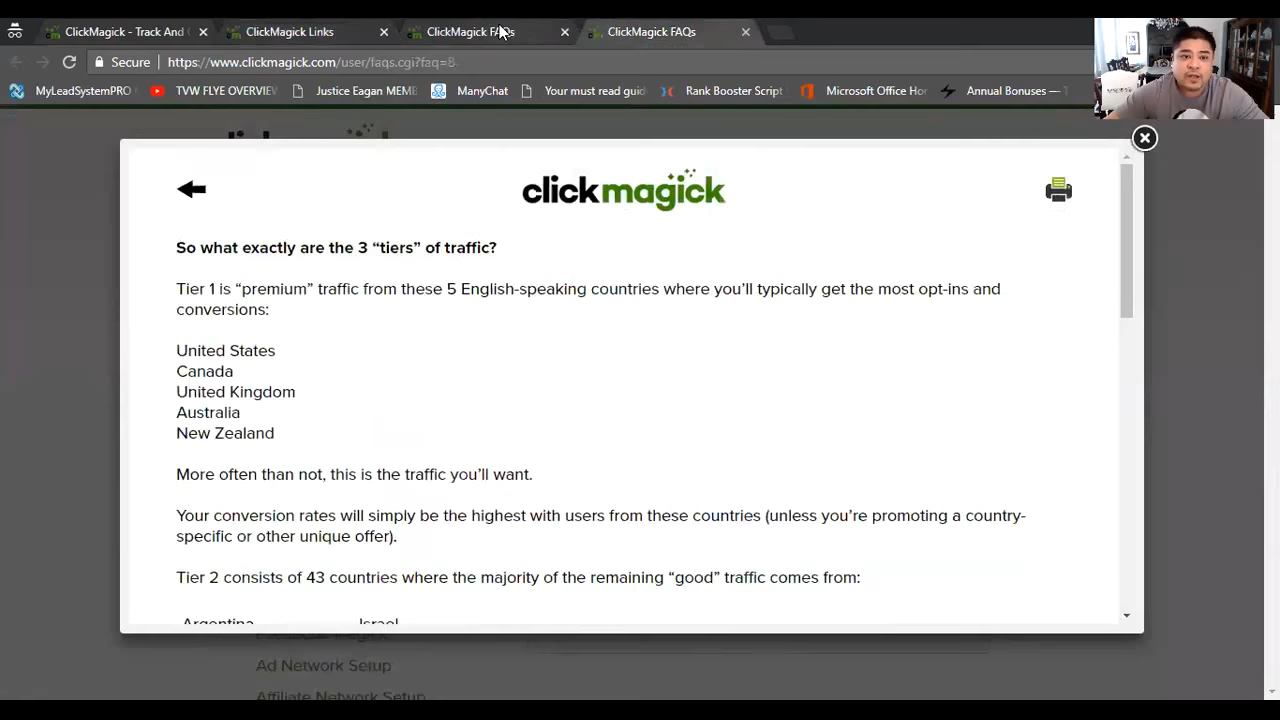 ClickMagick - Track And
ClickMagick Links
ClickMagick FAQs
ClickMagick FAQs
Secure
https://www.clickmagick.com/user/faqs.cgi?faq=8
MyLeadSystemPRO
TVW FLYE OVERVIEW
Justice Eagan MEMB
ManyChat
Your must read guid
Rank Booster Script
Microsoft Office Hor
Annual Bonuses — T
clickmagick
So what exactly are the 3 “tiers” of traffic?
Tier 1 is “premium” traffic from these 5 English-speaking countries where you’ll typically get the most opt-ins and
conversions:
United States
Canada
United Kingdom
Australia
New Zealand
More often than not, this is the traffic you’ll want.
Your conversion rates will simply be the highest with users from these countries (unless you’re promoting a country-
specific or other unique offer).
Tier 2 consists of 43 countries where the majority of the remaining “good” traffic comes from:
Argentina Israel
Ad Network Setup
Affiliate Network Setup